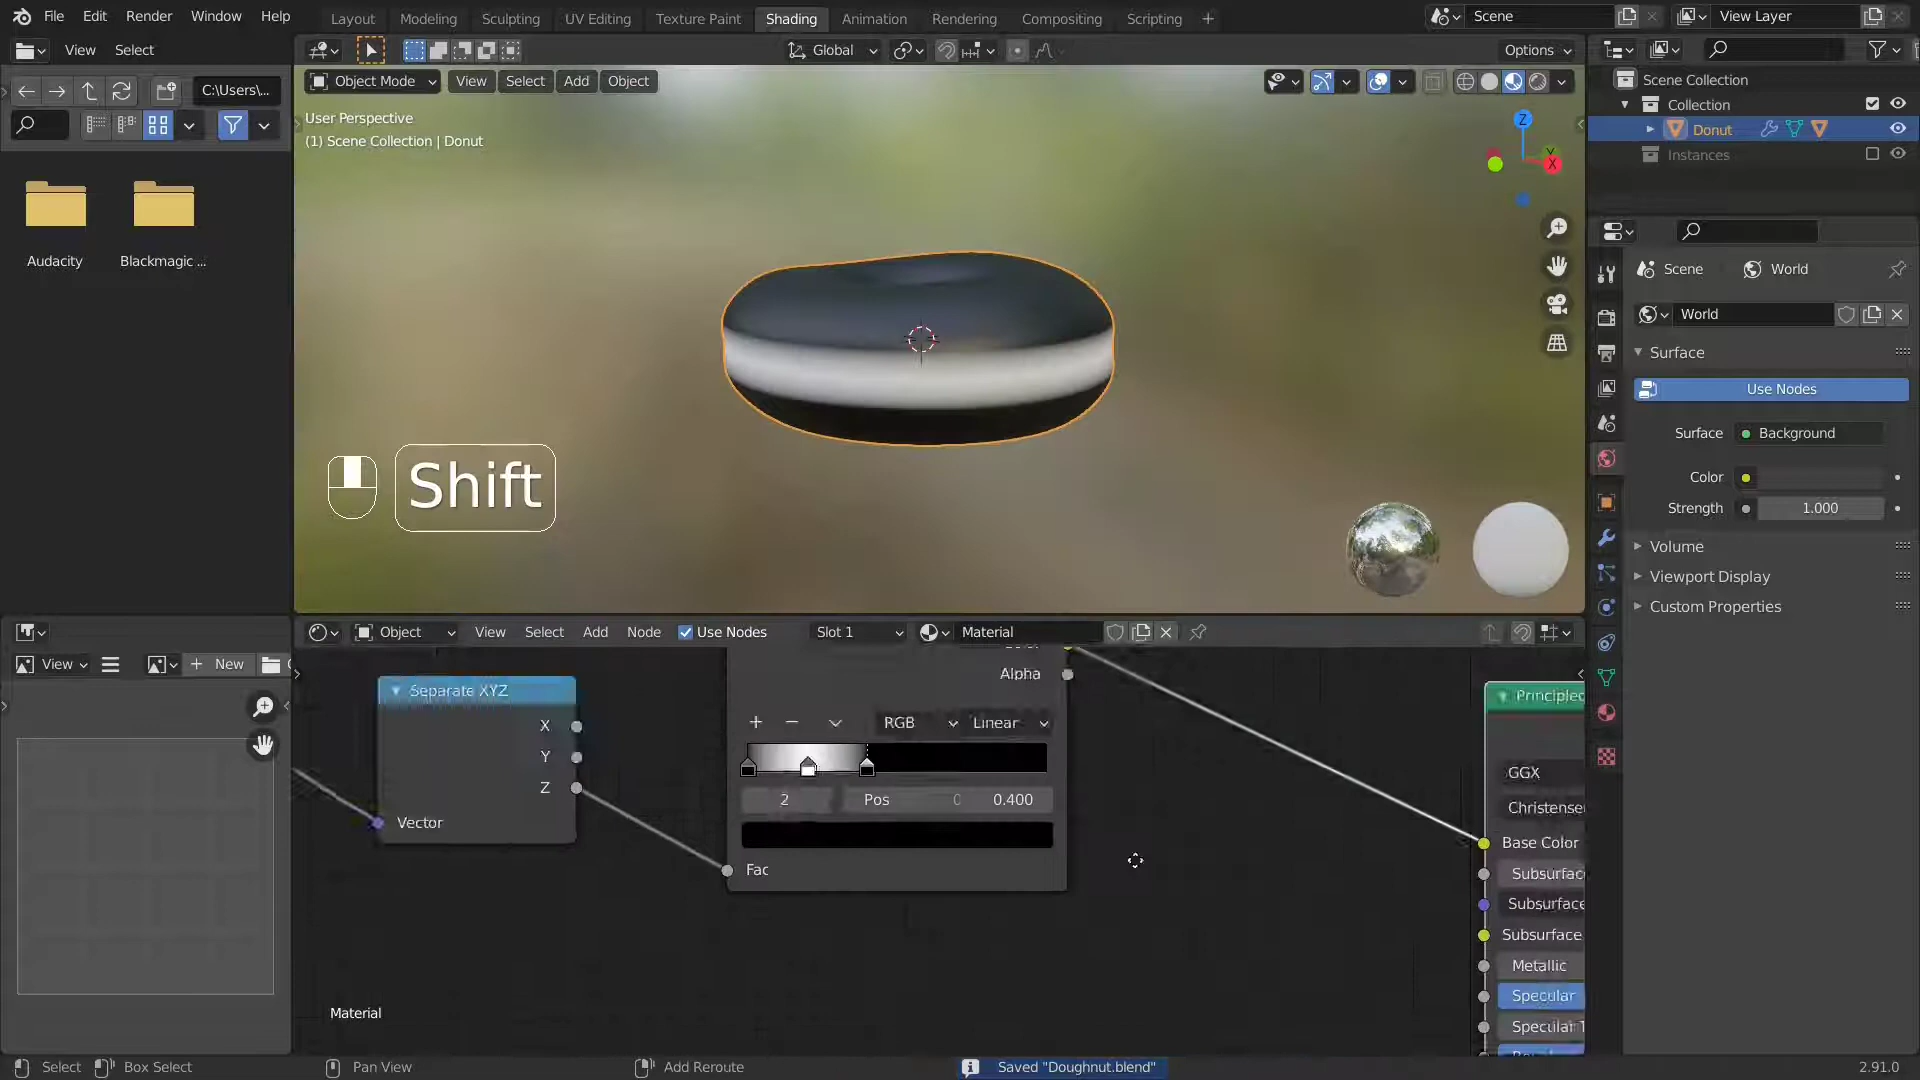 File Edit Render Window Help
Layout Modeling Sculpting UV Editing Texture Paint Shading Animation Rendering Compositing Scripting +
Scene
View Layer
View Select
Global
Options
C:\Users\...
Object Mode View Select Add Object
User Perspective
(1) Scene Collection | Donut
Z
Y
X
Audacity
Blackmagic ...
Shift
Scene Collection
Collection
Donut
Instances
Scene
World
World
Surface
Use Nodes
Surface
Background
Color
Strength
1.000
Volume
Viewport Display
Custom Properties
Object View Select Add Node Use Nodes Slot 1 Material
View
New
Separate XYZ
X
Y
Z
Vector
Alpha
RGB
Linear
2
Pos
0.400
Fac
Principled
GGX
Christense
Base Color
Subsurfac
Subsurface
Subsurface
Metallic
Specular
Specular T
Material
Select
Box Select
Pan View
Add Reroute
Saved "Doughnut.blend"
2.91.0